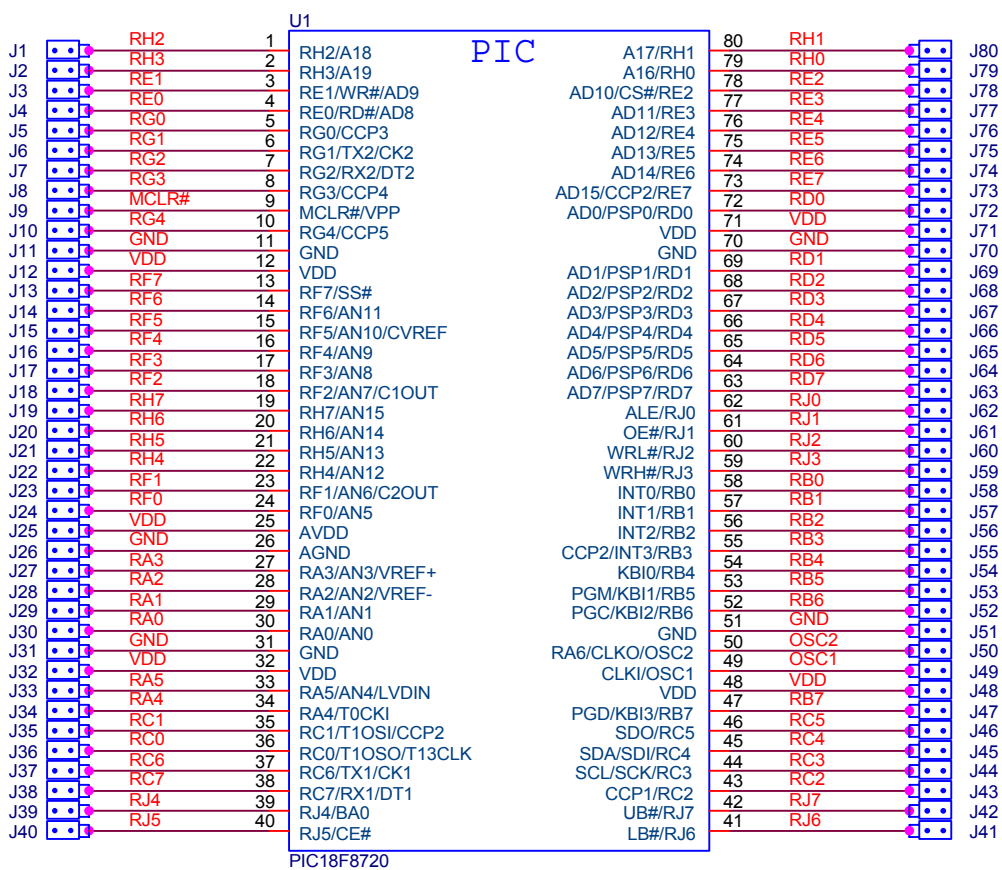 U1
PIC
J1 RH2 1 RH2/A18 A17/RH1 80 RH1 J80
J2 RH3 2 RH3/A19 A16/RH0 79 RH0 J79
J3 RE1 3 RE1/WR#/AD9 AD10/CS#/RE2 78 RE2 J78
J4 RE0 4 RE0/RD#/AD8 AD11/RE3 77 RE3 J77
J5 RG0 5 RG0/CCP3 AD12/RE4 76 RE4 J76
J6 RG1 6 RG1/TX2/CK2 AD13/RE5 75 RE5 J75
J7 RG2 7 RG2/RX2/DT2 AD14/RE6 74 RE6 J74
J8 RG3 8 RG3/CCP4 AD15/CCP2/RE7 73 RE7 J73
J9 MCLR# 9 MCLR#/VPP AD0/PSP0/RD0 72 RD0 J72
J10 RG4 10 RG4/CCP5 VDD 71 VDD J71
J11 GND 11 GND GND 70 GND J70
J12 VDD 12 VDD AD1/PSP1/RD1 69 RD1 J69
J13 RF7 13 RF7/SS# AD2/PSP2/RD2 68 RD2 J68
J14 RF6 14 RF6/AN11 AD3/PSP3/RD3 67 RD3 J67
J15 RF5 15 RF5/AN10/CVREF AD4/PSP4/RD4 66 RD4 J66
J16 RF4 16 RF4/AN9 AD5/PSP5/RD5 65 RD5 J65
J17 RF3 17 RF3/AN8 AD6/PSP6/RD6 64 RD6 J64
J18 RF2 18 RF2/AN7/C1OUT AD7/PSP7/RD7 63 RD7 J63
J19 RH7 19 RH7/AN15 ALE/RJ0 62 RJ0 J62
J20 RH6 20 RH6/AN14 OE#/RJ1 61 RJ1 J61
J21 RH5 21 RH5/AN13 WRL#/RJ2 60 RJ2 J60
J22 RH4 22 RH4/AN12 WRH#/RJ3 59 RJ3 J59
J23 RF1 23 RF1/AN6/C2OUT INT0/RB0 58 RB0 J58
J24 RF0 24 RF0/AN5 INT1/RB1 57 RB1 J57
J25 VDD 25 AVDD INT2/RB2 56 RB2 J56
J26 GND 26 AGND CCP2/INT3/RB3 55 RB3 J55
J27 RA3 27 RA3/AN3/VREF+ KBI0/RB4 54 RB4 J54
J28 RA2 28 RA2/AN2/VREF- PGM/KBI1/RB5 53 RB5 J53
J29 RA1 29 RA1/AN1 PGC/KBI2/RB6 52 RB6 J52
J30 RA0 30 RA0/AN0 GND 51 GND J51
J31 GND 31 GND RA6/CLKO/OSC2 50 OSC2 J50
J32 VDD 32 VDD CLKI/OSC1 49 OSC1 J49
J33 RA5 33 RA5/AN4/LVDIN VDD 48 VDD J48
J34 RA4 34 RA4/T0CKI PGD/KBI3/RB7 47 RB7 J47
J35 RC1 35 RC1/T1OSI/CCP2 SDO/RC5 46 RC5 J46
J36 RC0 36 RC0/T1OSO/T13CLK SDA/SDI/RC4 45 RC4 J45
J37 RC6 37 RC6/TX1/CK1 SCL/SCK/RC3 44 RC3 J44
J38 RC7 38 RC7/RX1/DT1 CCP1/RC2 43 RC2 J43
J39 RJ4 39 RJ4/BA0 UB#/RJ7 42 RJ7 J42
J40 RJ5 40 RJ5/CE# LB#/RJ6 41 RJ6 J41
PIC18F8720